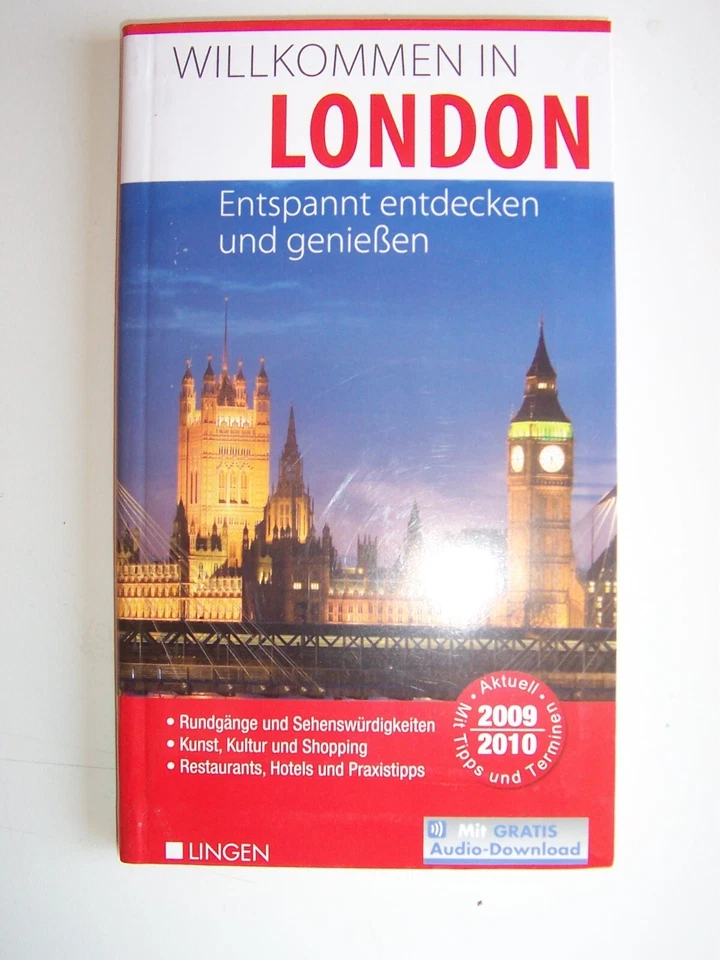 WILLKOMMEN IN
LONDON
Entspannt entdecken
und genießen
• Rundgänge und Sehenswürdigkeiten
• Kunst, Kultur und Shopping
• Restaurants, Hotels und Praxistipps
• Aktuell •
2009
2010
Mit Tipps und Terminen
LINGEN
Mit GRATIS
Audio-Download